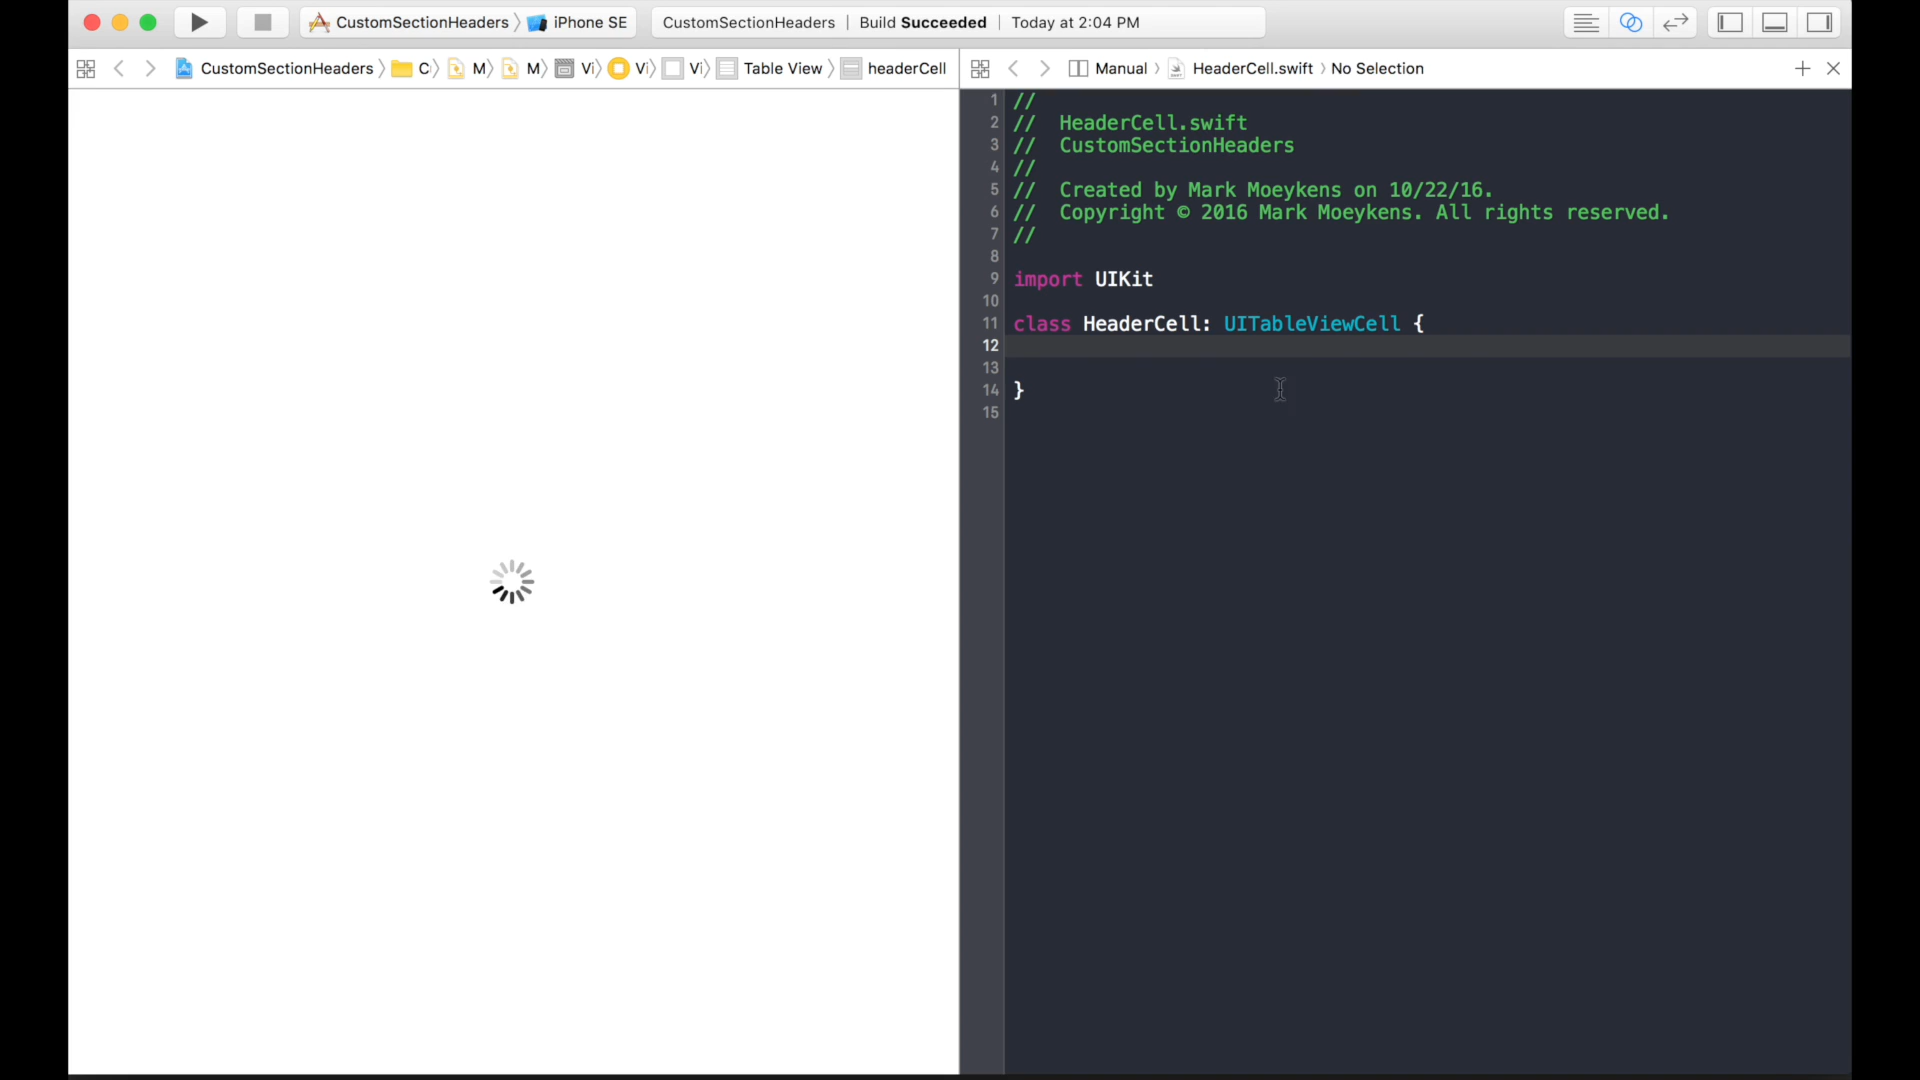 CustomSectionHeaders iPhone SE
CustomSectionHeaders | Build Succeeded | Today at 2:04 PM
CustomSectionHeaders C M M Vi Vi Vi Table View headerCell
Manual HeaderCell.swift No Selection
1 //
2 // HeaderCell.swift
3 // CustomSectionHeaders
4 //
5 // Created by Mark Moeykens on 10/22/16.
6 // Copyright © 2016 Mark Moeykens. All rights reserved.
7 //
8
9 import UIKit
10
11 class HeaderCell: UITableViewCell {
12
13
14 }
15